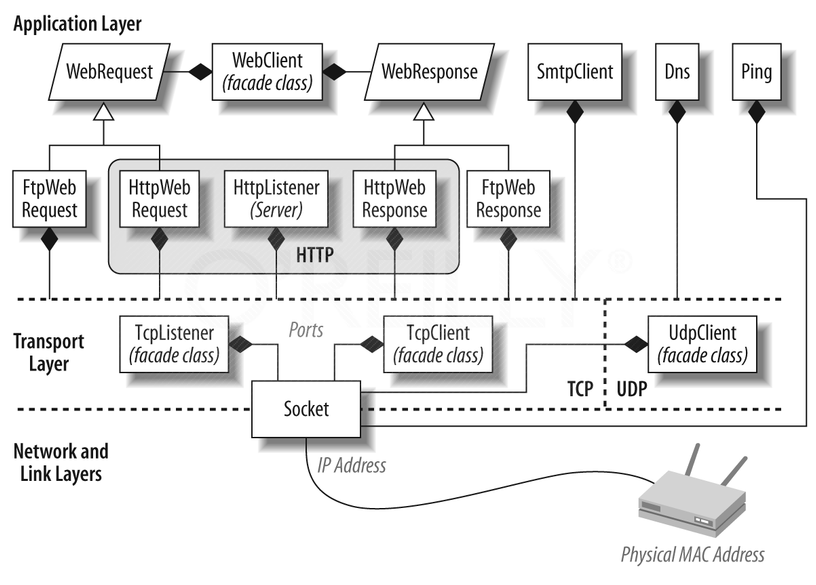 Application Layer
WebRequest
WebClient
(facade class)
WebResponse
SmtpClient
Dns
Ping
FtpWeb
Request
HttpWeb
Request
HttpListener
(Server)
HttpWeb
Response
FtpWeb
Response
HTTP
O'REILLY®
Transport
Layer
TcpListener
(facade class)
Ports
TcpClient
(facade class)
UdpClient
(facade class)
TCP
UDP
Socket
Network and
Link Layers
IP Address
Physical MAC Address